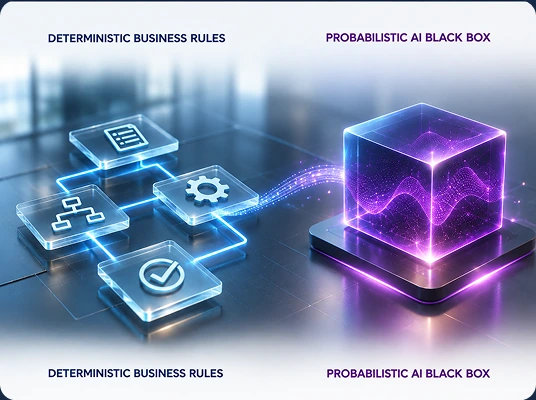 DETERMINISTIC BUSINESS RULES
PROBABILISTIC AI BLACK BOX
DETERMINISTIC BUSINESS RULES
PROBABILISTIC AI BLACK BOX